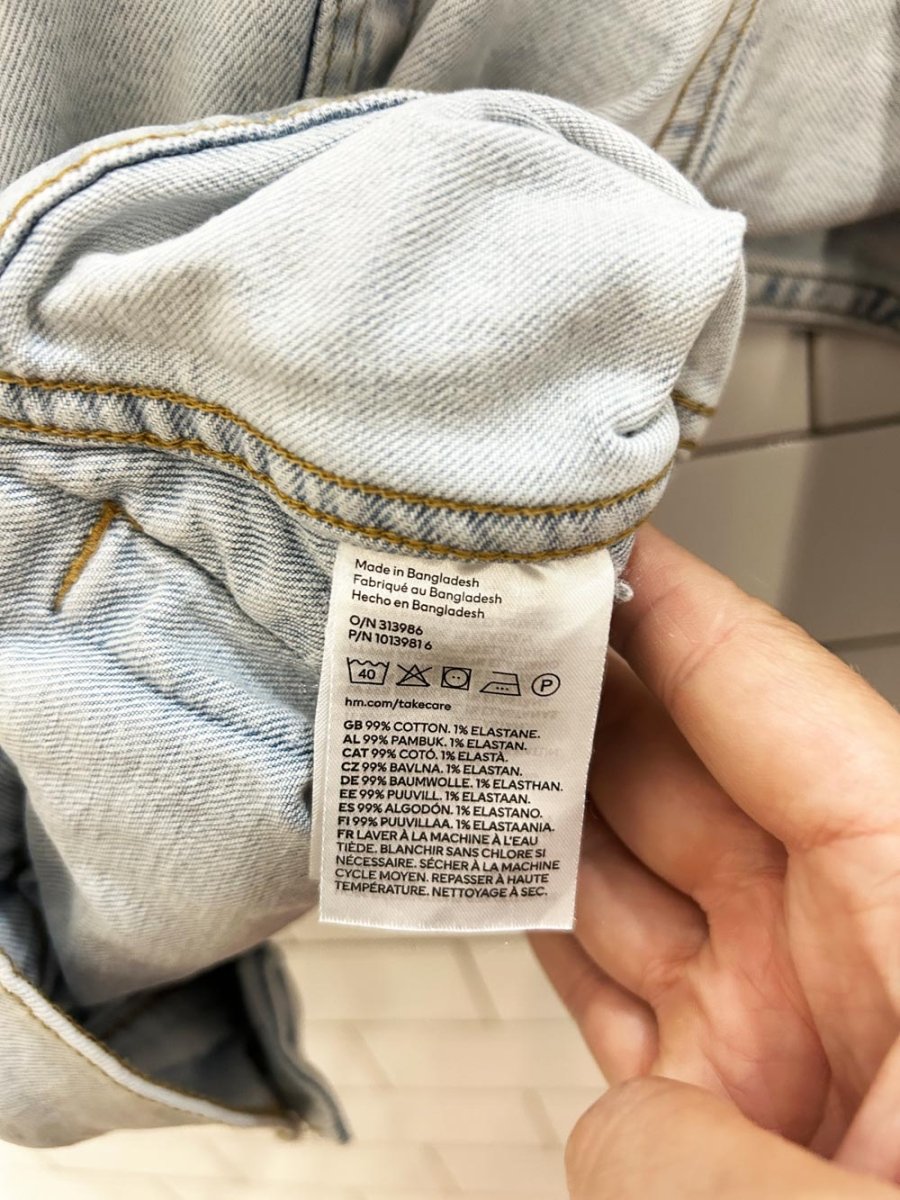 Made in Bangladesh
Fabriqué au Bangladesh
Hecho en Bangladesh
O/N 313986
P/N 1013981 6
40
P
hm.com/takecare
GB 99% COTTON. 1% ELASTANE.
AL 99% PAMBUK. 1% ELASTAN.
CAT 99% COTÓ. 1% ELASTÀ.
CZ 99% BAVLNA. 1% ELASTAN.
DE 99% BAUMWOLLE. 1% ELASTHAN.
EE 99% PUUVILL. 1% ELASTAAN.
ES 99% ALGODÓN. 1% ELASTANO.
FI 99% PUUVILLAA. 1% ELASTAANIA.
FR LAVER À LA MACHINE À L'EAU
TIÈDE. BLANCHIR SANS CHLORE SI
NÉCESSAIRE. SÉCHER À LA MACHINE
CYCLE MOYEN. REPASSER À HAUTE
TEMPÉRATURE. NETTOYAGE À SEC.